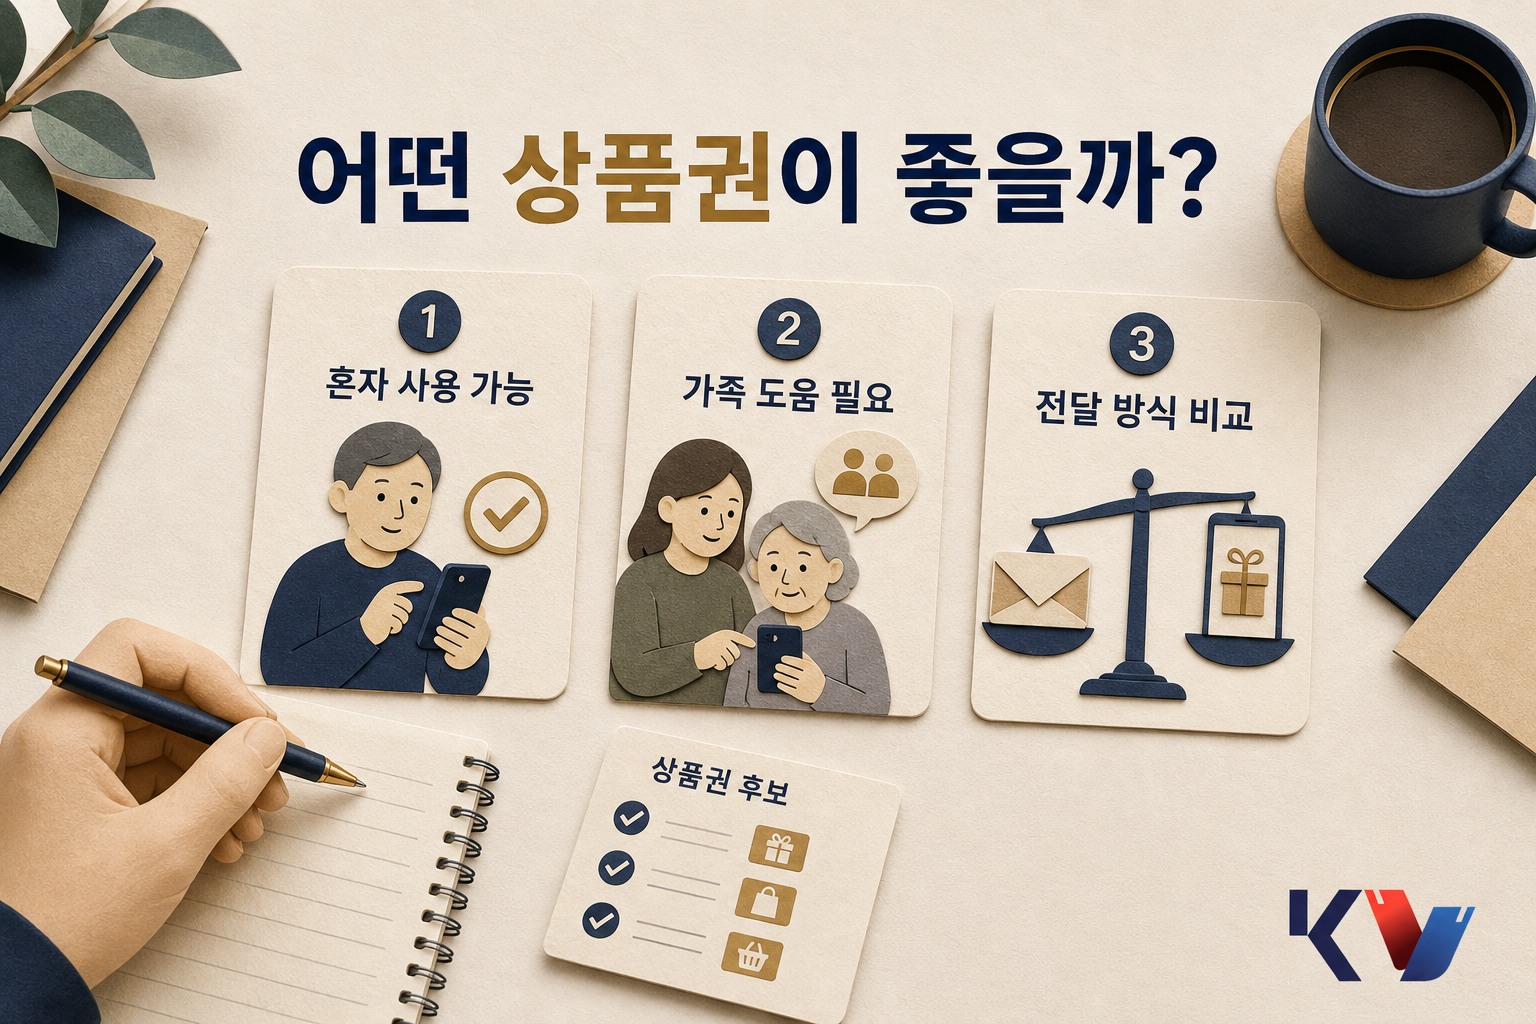 어떤 상품권이 좋을까?
1
혼자 사용 가능
2
가족 도움 필요
3
전달 방식 비교
상품권 후보
KV